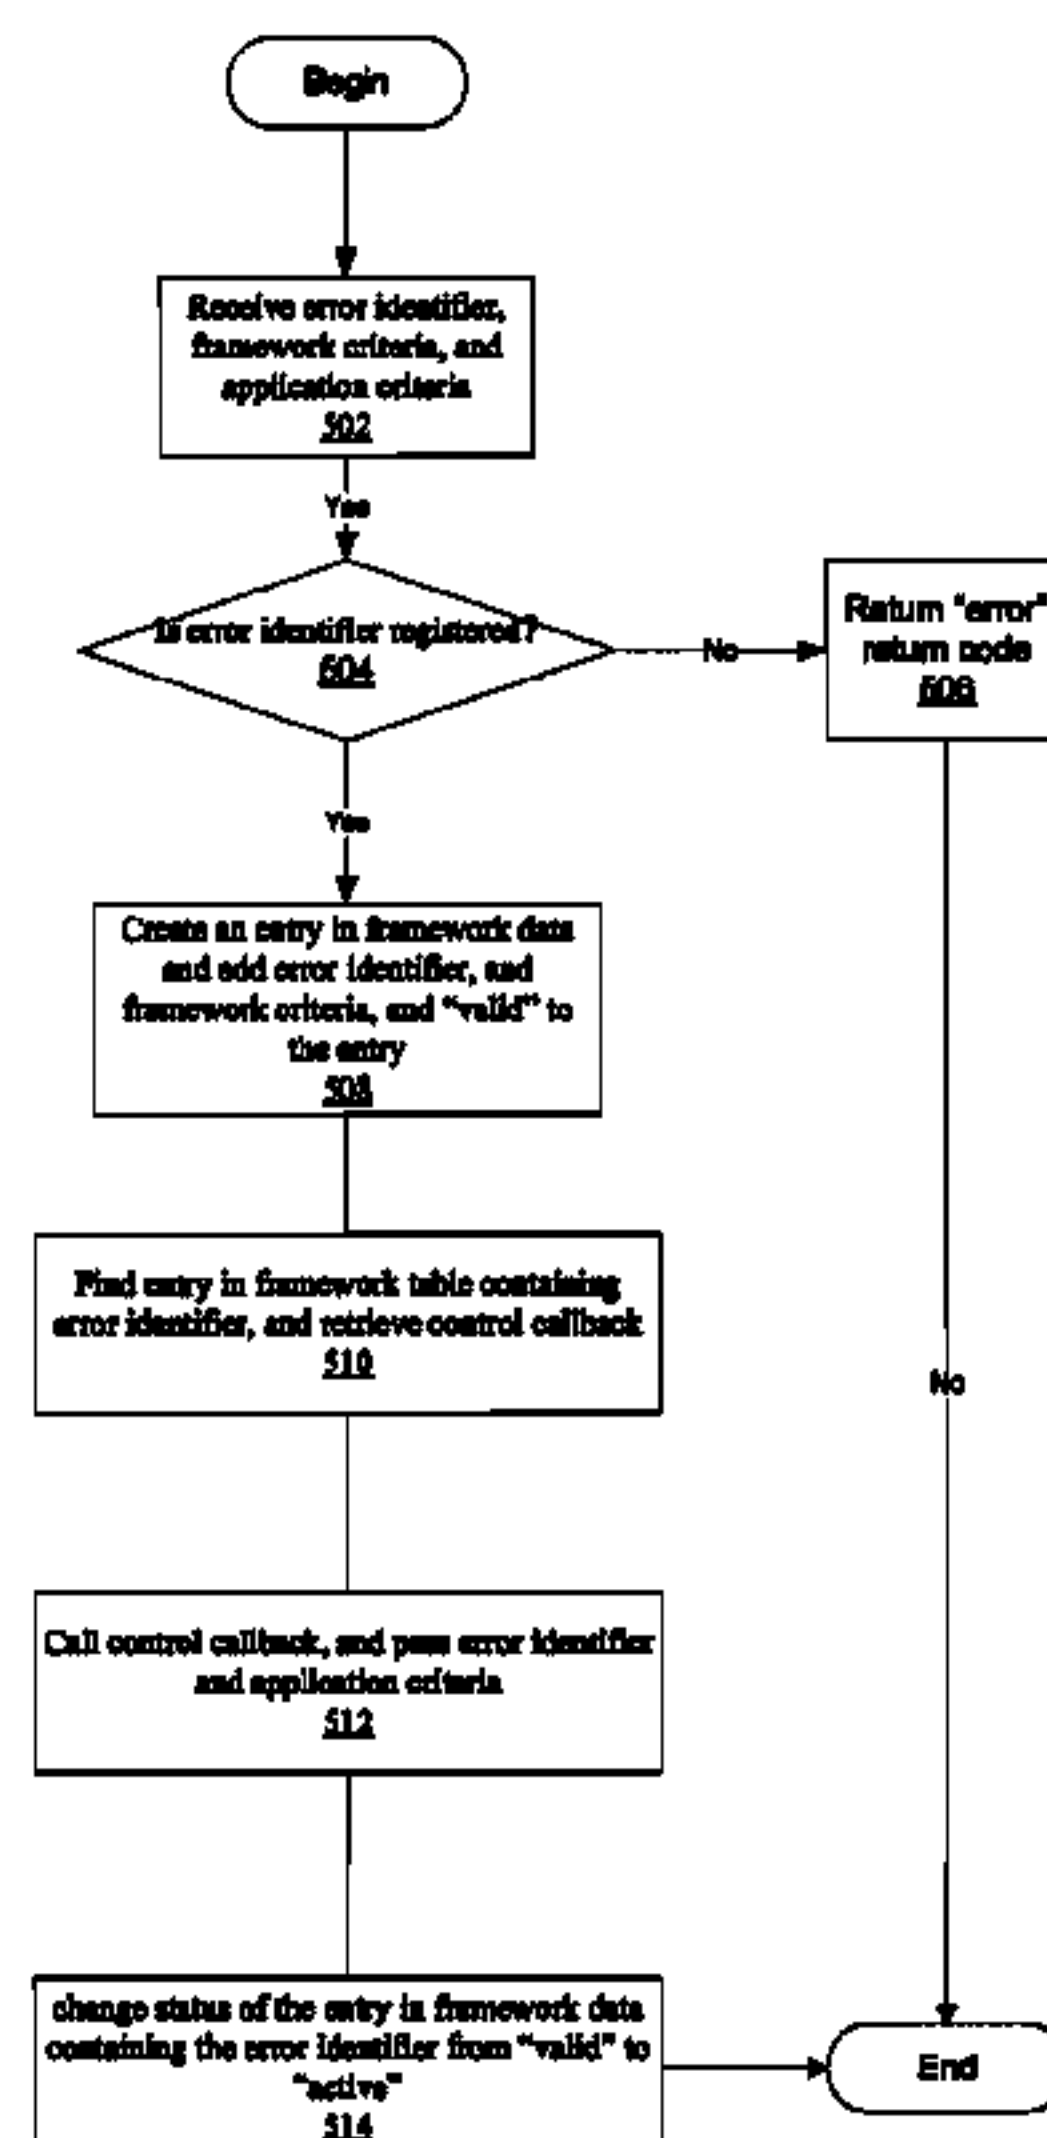 Begin
Receive error identifier,
framework criteria, and
application criteria
502
Yes
Is error identifier registered?
504
No
Return "error"
return code
506
Yes
Create an entry in framework data
and add error identifier, and
framework criteria, and "valid" to
the entry
508
Find entry in framework table containing
error identifier, and retrieve control callback
510
No
Call control callback, and pass error identifier
and application criteria
512
change status of the entry in framework data
containing the error identifier from "valid" to
"active"
514
End